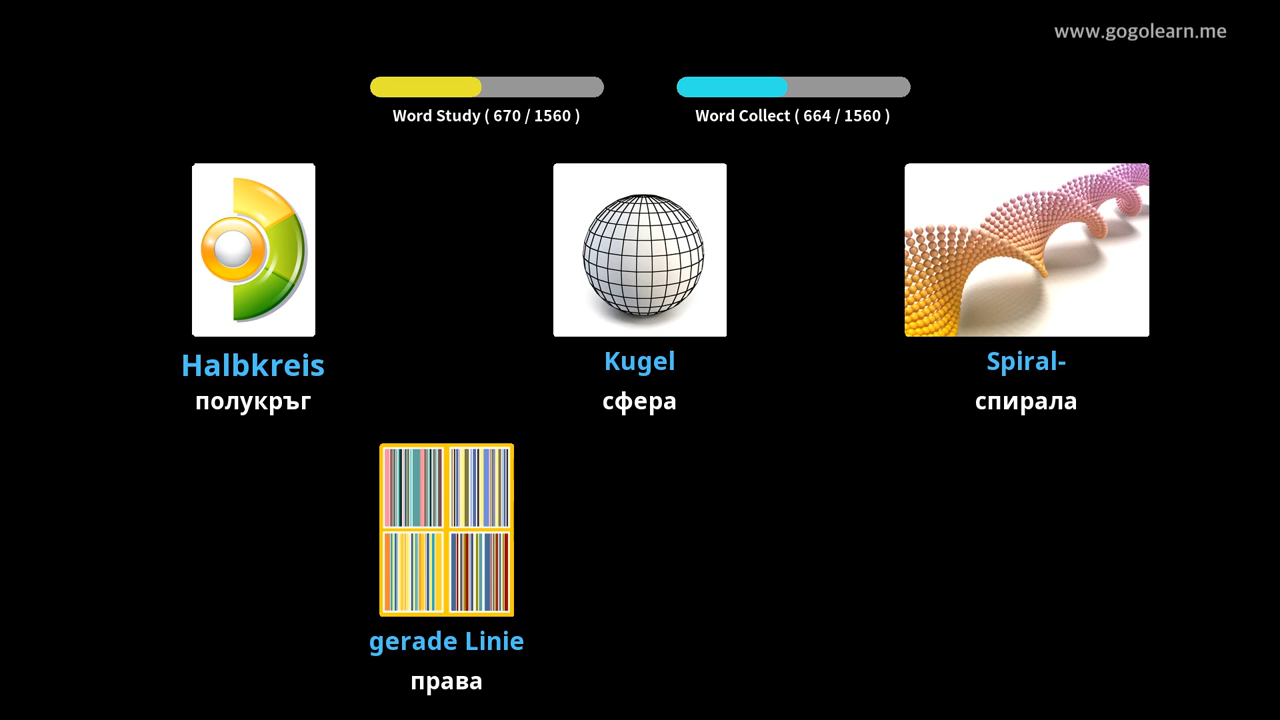 www.gogolearn.me
Word Study ( 670 / 1560 )
Word Collect ( 664 / 1560 )
Halbkreis
полукръг
Kugel
сфера
Spiral-
спирала
gerade Linie
права